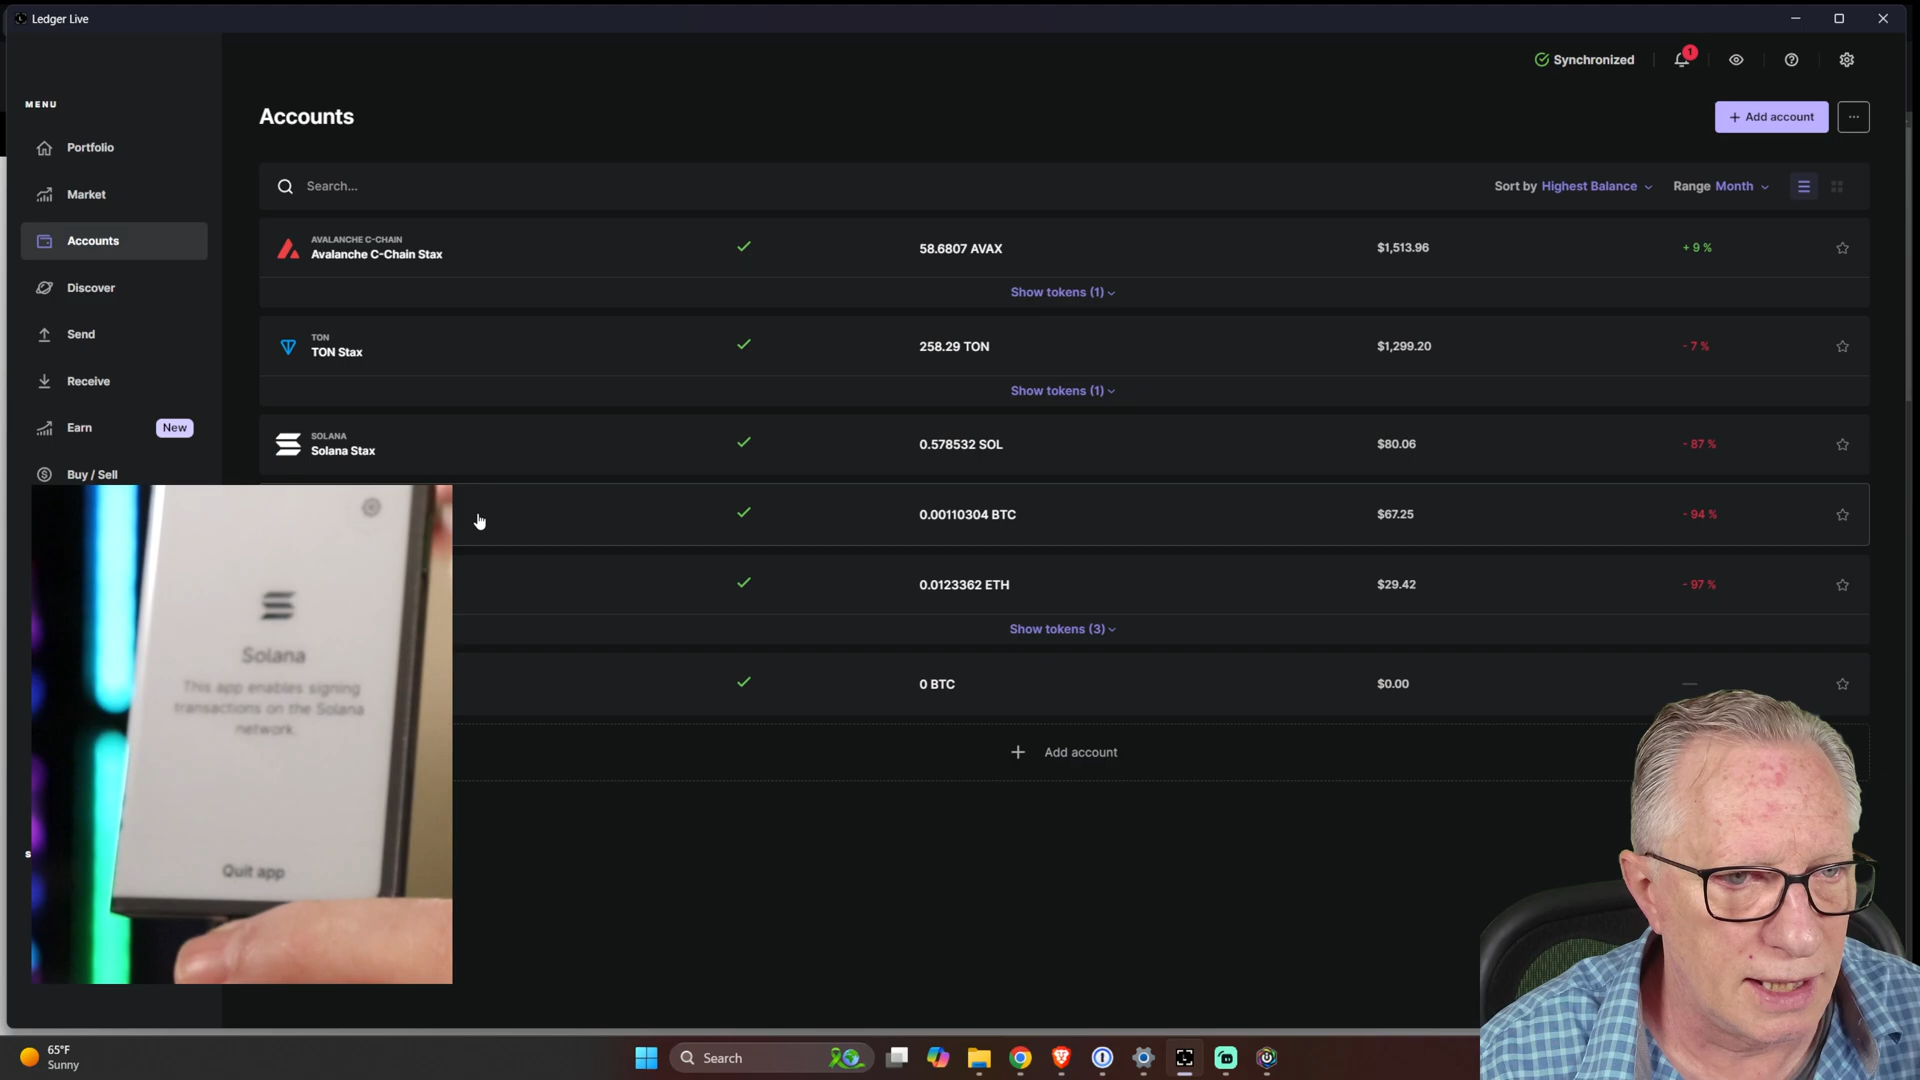 Ledger Live
Synchronized
1
MENU
Accounts
+ Add account
...
Portfolio
Market
Accounts
Discover
Send
Receive
Earn New
Buy / Sell
Search...
Sort by Highest Balance
Range Month
AVALANCHE C-CHAIN
Avalanche C-Chain Stax
58.6807 AVAX
$1,513.96
+ 9 %
Show tokens (1)
TON
TON Stax
258.29 TON
$1,299.20
- 7 %
Show tokens (1)
SOLANA
Solana Stax
0.578532 SOL
$80.06
- 87 %
0.00110304 BTC
$67.25
- 94 %
0.0123362 ETH
$29.42
- 97 %
Show tokens (3)
0 BTC
$0.00
—
+ Add account
Solana
This app enables signing
transactions on the Solana
network.
Quit app
S
65°F
Sunny
Search